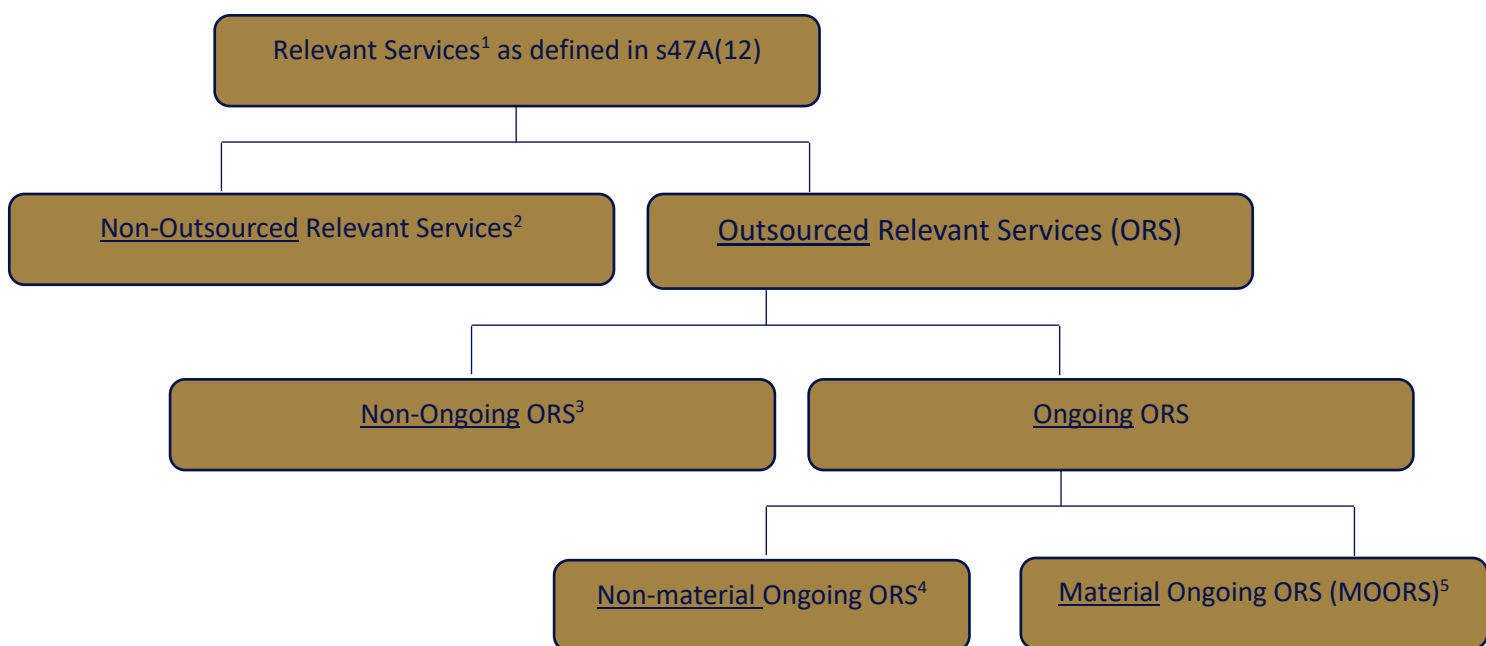 Relevant Services¹ as defined in s47A(12)
Non-Outsourced Relevant Services²
Outsourced Relevant Services (ORS)
Non-Ongoing ORS³
Ongoing ORS
Non-material Ongoing ORS⁴
Material Ongoing ORS (MOORS)⁵